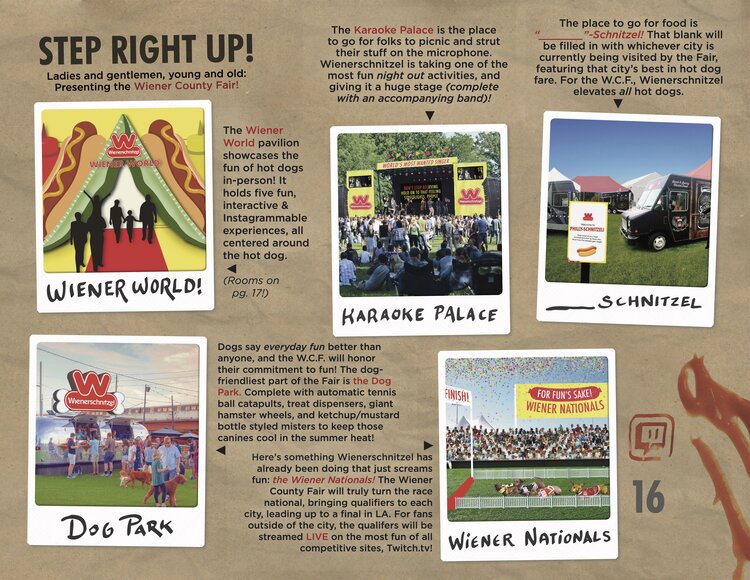 STEP RIGHT UP!
Ladies and gentlemen, young and old:
Presenting the Wiener County Fair!
Wienerschnitzel
WIENER WORLD
WIENER WORLD!
The Wiener
World pavilion
showcases the
fun of hot dogs
in-person! It
holds five fun,
interactive &
Instagrammable
experiences, all
centered around
the hot dog.
(Rooms on
pg. 17!)
The Karaoke Palace is the place
to go for folks to picnic and strut
their stuff on the microphone.
Wienerschnitzel is taking one of the
most fun night out activities, and
giving it a huge stage (complete
with an accompanying band)!
WORLD'S MOST WANTED SINGER
DON'T STOP BELIEVING
HOLD ON TO THAT FEELING
KARAOKE PALACE
The place to go for food is
"________"-Schnitzel! That blank will
be filled in with whichever city is
currently being visited by the Fair,
featuring that city's best in hot dog
fare. For the W.C.F., Wienerschnitzel
elevates all hot dogs.
PHILLY-SCHNITZEL!
____ SCHNITZEL
Wienerschnitzel
DOG PARK
Dogs say everyday fun better than
anyone, and the W.C.F. will honor
their commitment to fun! The dog-
friendliest part of the Fair is the Dog
Park. Complete with automatic tennis
ball catapults, treat dispensers, giant
hamster wheels, and ketchup/mustard
bottle styled misters to keep those
canines cool in the summer heat!
Here's something Wienerschnitzel has
already been doing that just screams
fun: the Wiener Nationals! The Wiener
County Fair will truly turn the race
national, bringing qualifiers to each
city, leading up to a final in LA. For fans
outside of the city, the qualifers will be
streamed LIVE on the most fun of all
competitive sites, Twitch.tv!
FINISH!
FOR FUN'S SAKE!
WIENER NATIONALS
WIENER NATIONALS
16